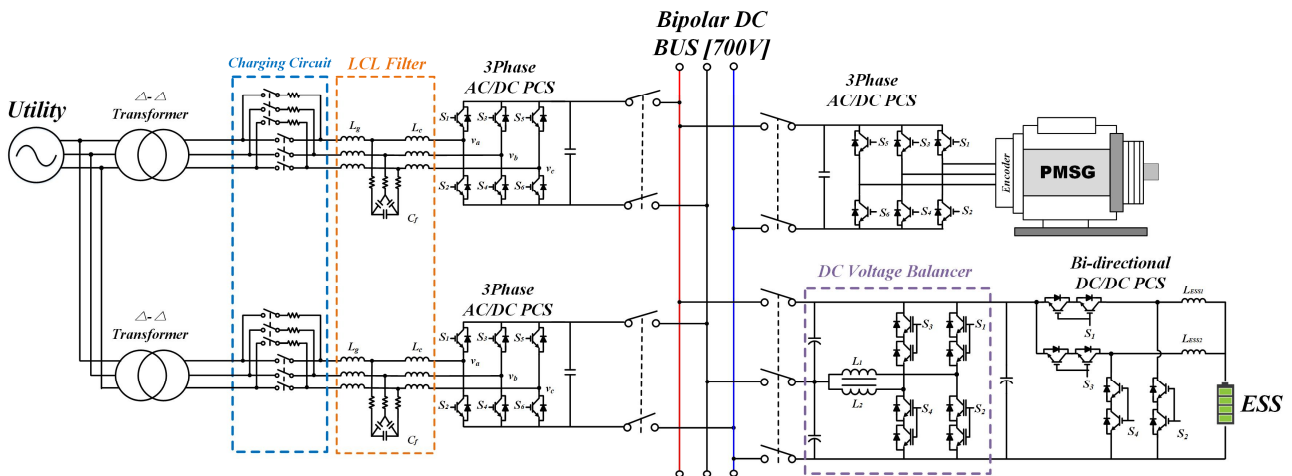 Bipolar DC
BUS [700V]
Charging Circuit
LCL Filter
3Phase
AC/DC PCS
Utility
△-△
Transformer
Lg
Lc
S1
S3
S5
va
vb
vc
S2
S4
S6
Cf
3Phase
AC/DC PCS
S5
S3
S1
S6
S4
S2
Encoder
PMSG
△-△
Transformer
Lg
Lc
3Phase
AC/DC PCS
S1
S3
S5
va
vb
vc
S2
S4
S6
Cf
DC Voltage Balancer
S3
S1
L1
L2
S4
S2
Bi-directional
DC/DC PCS
LESS1
S1
LESS2
S3
S4
S2
ESS